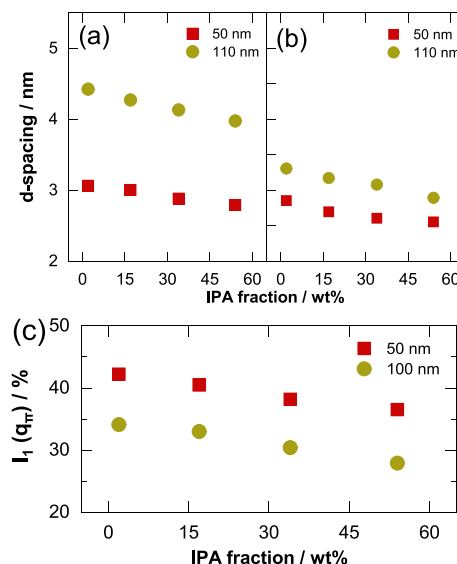 (a)
50 nm
110 nm
(b)
50 nm
110 nm
d-spacing / nm
5
4
3
2
0 15 30 45 60
0 15 30 45 60
IPA fraction / wt%
(c)
50 nm
100 nm
I₁ (qπ) / %
50
40
30
20
0 15 30 45 60
IPA fraction / wt%